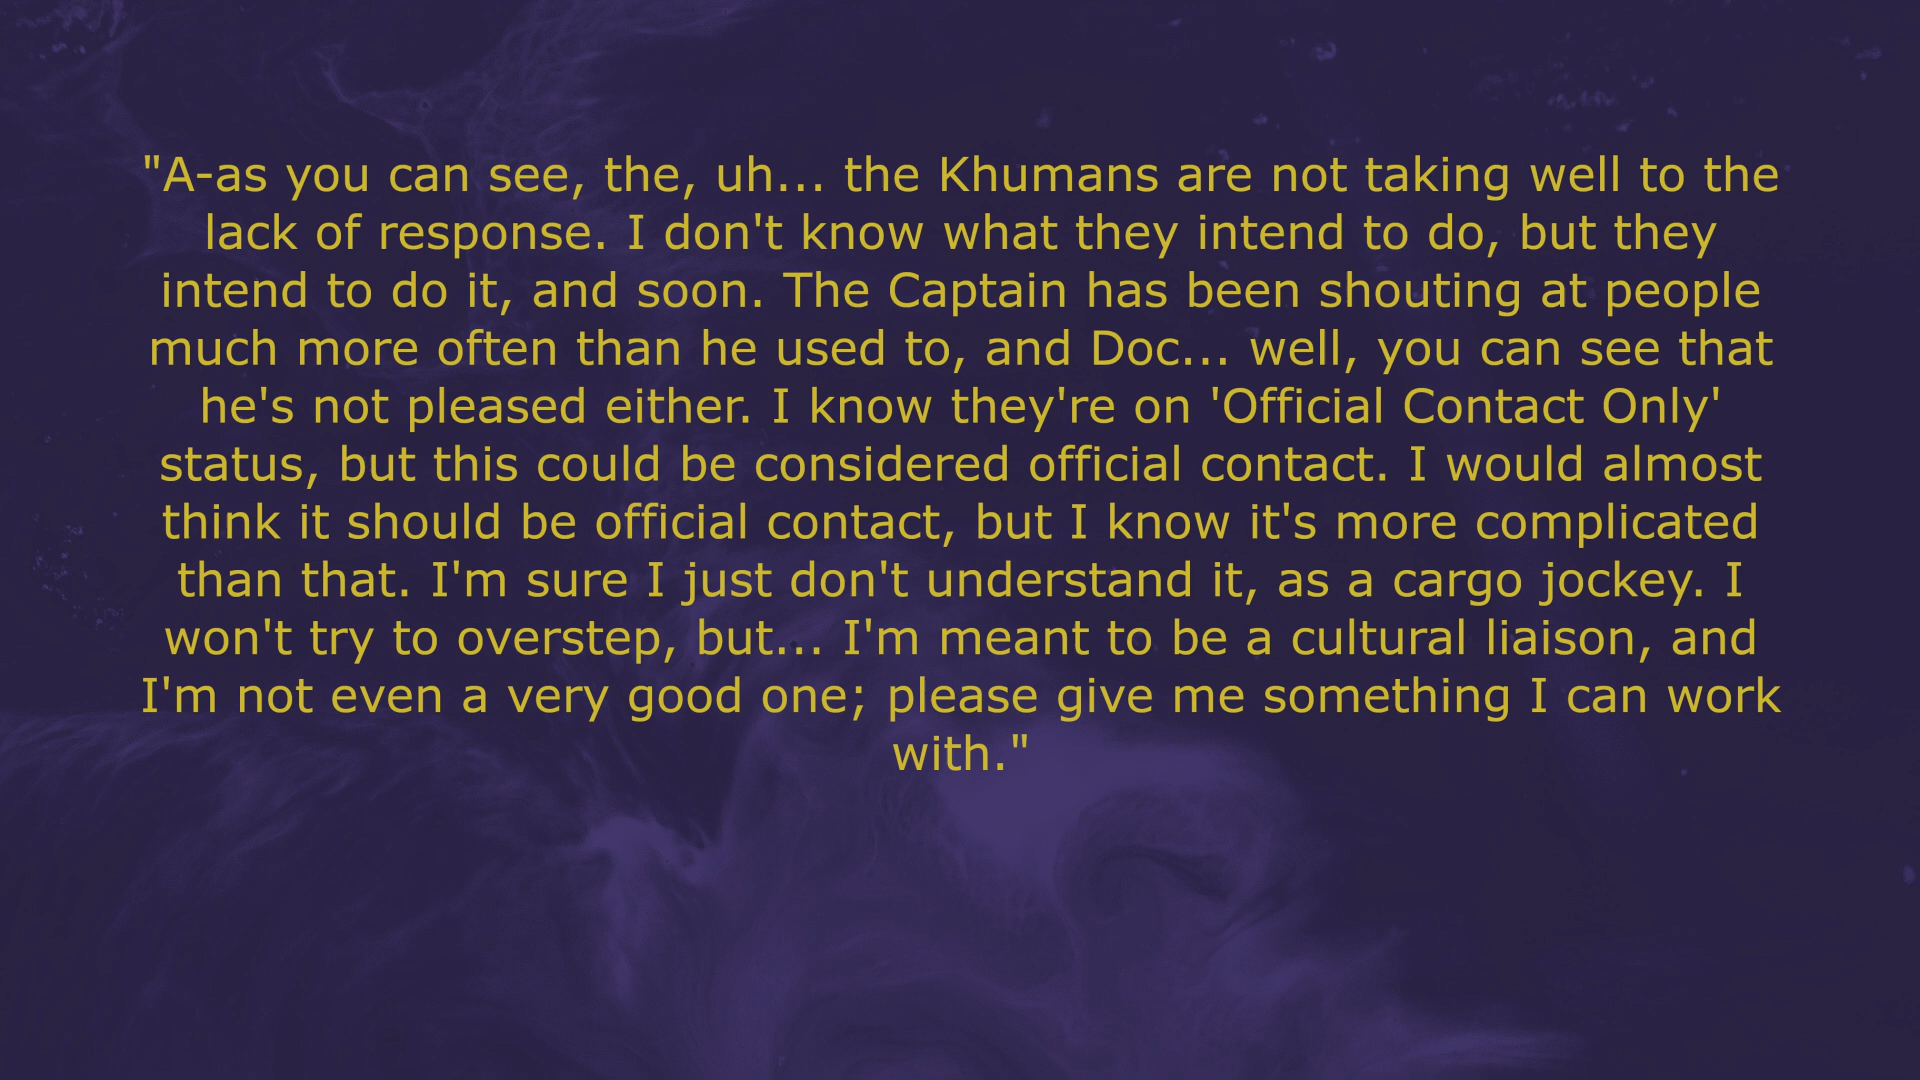 "A-as you can see, the, uh... the Khumans are not taking well to the
lack of response. I don't know what they intend to do, but they
intend to do it, and soon. The Captain has been shouting at people
much more often than he used to, and Doc... well, you can see that
he's not pleased either. I know they're on 'Official Contact Only'
status, but this could be considered official contact. I would almost
think it should be official contact, but I know it's more complicated
than that. I'm sure I just don't understand it, as a cargo jockey. I
won't try to overstep, but... I'm meant to be a cultural liaison, and
I'm not even a very good one; please give me something I can work
with."